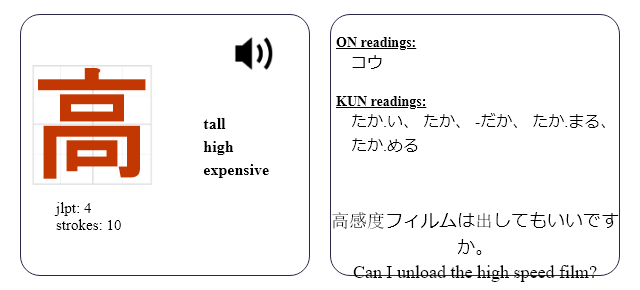 高
tall
high
expensive
jlpt: 4
strokes: 10
ON readings:
コウ
KUN readings:
たか.い、 たか、 -だか、 たか.まる、
たか.める
高感度フィルムは出してもいいです
か。
Can I unload the high speed film?